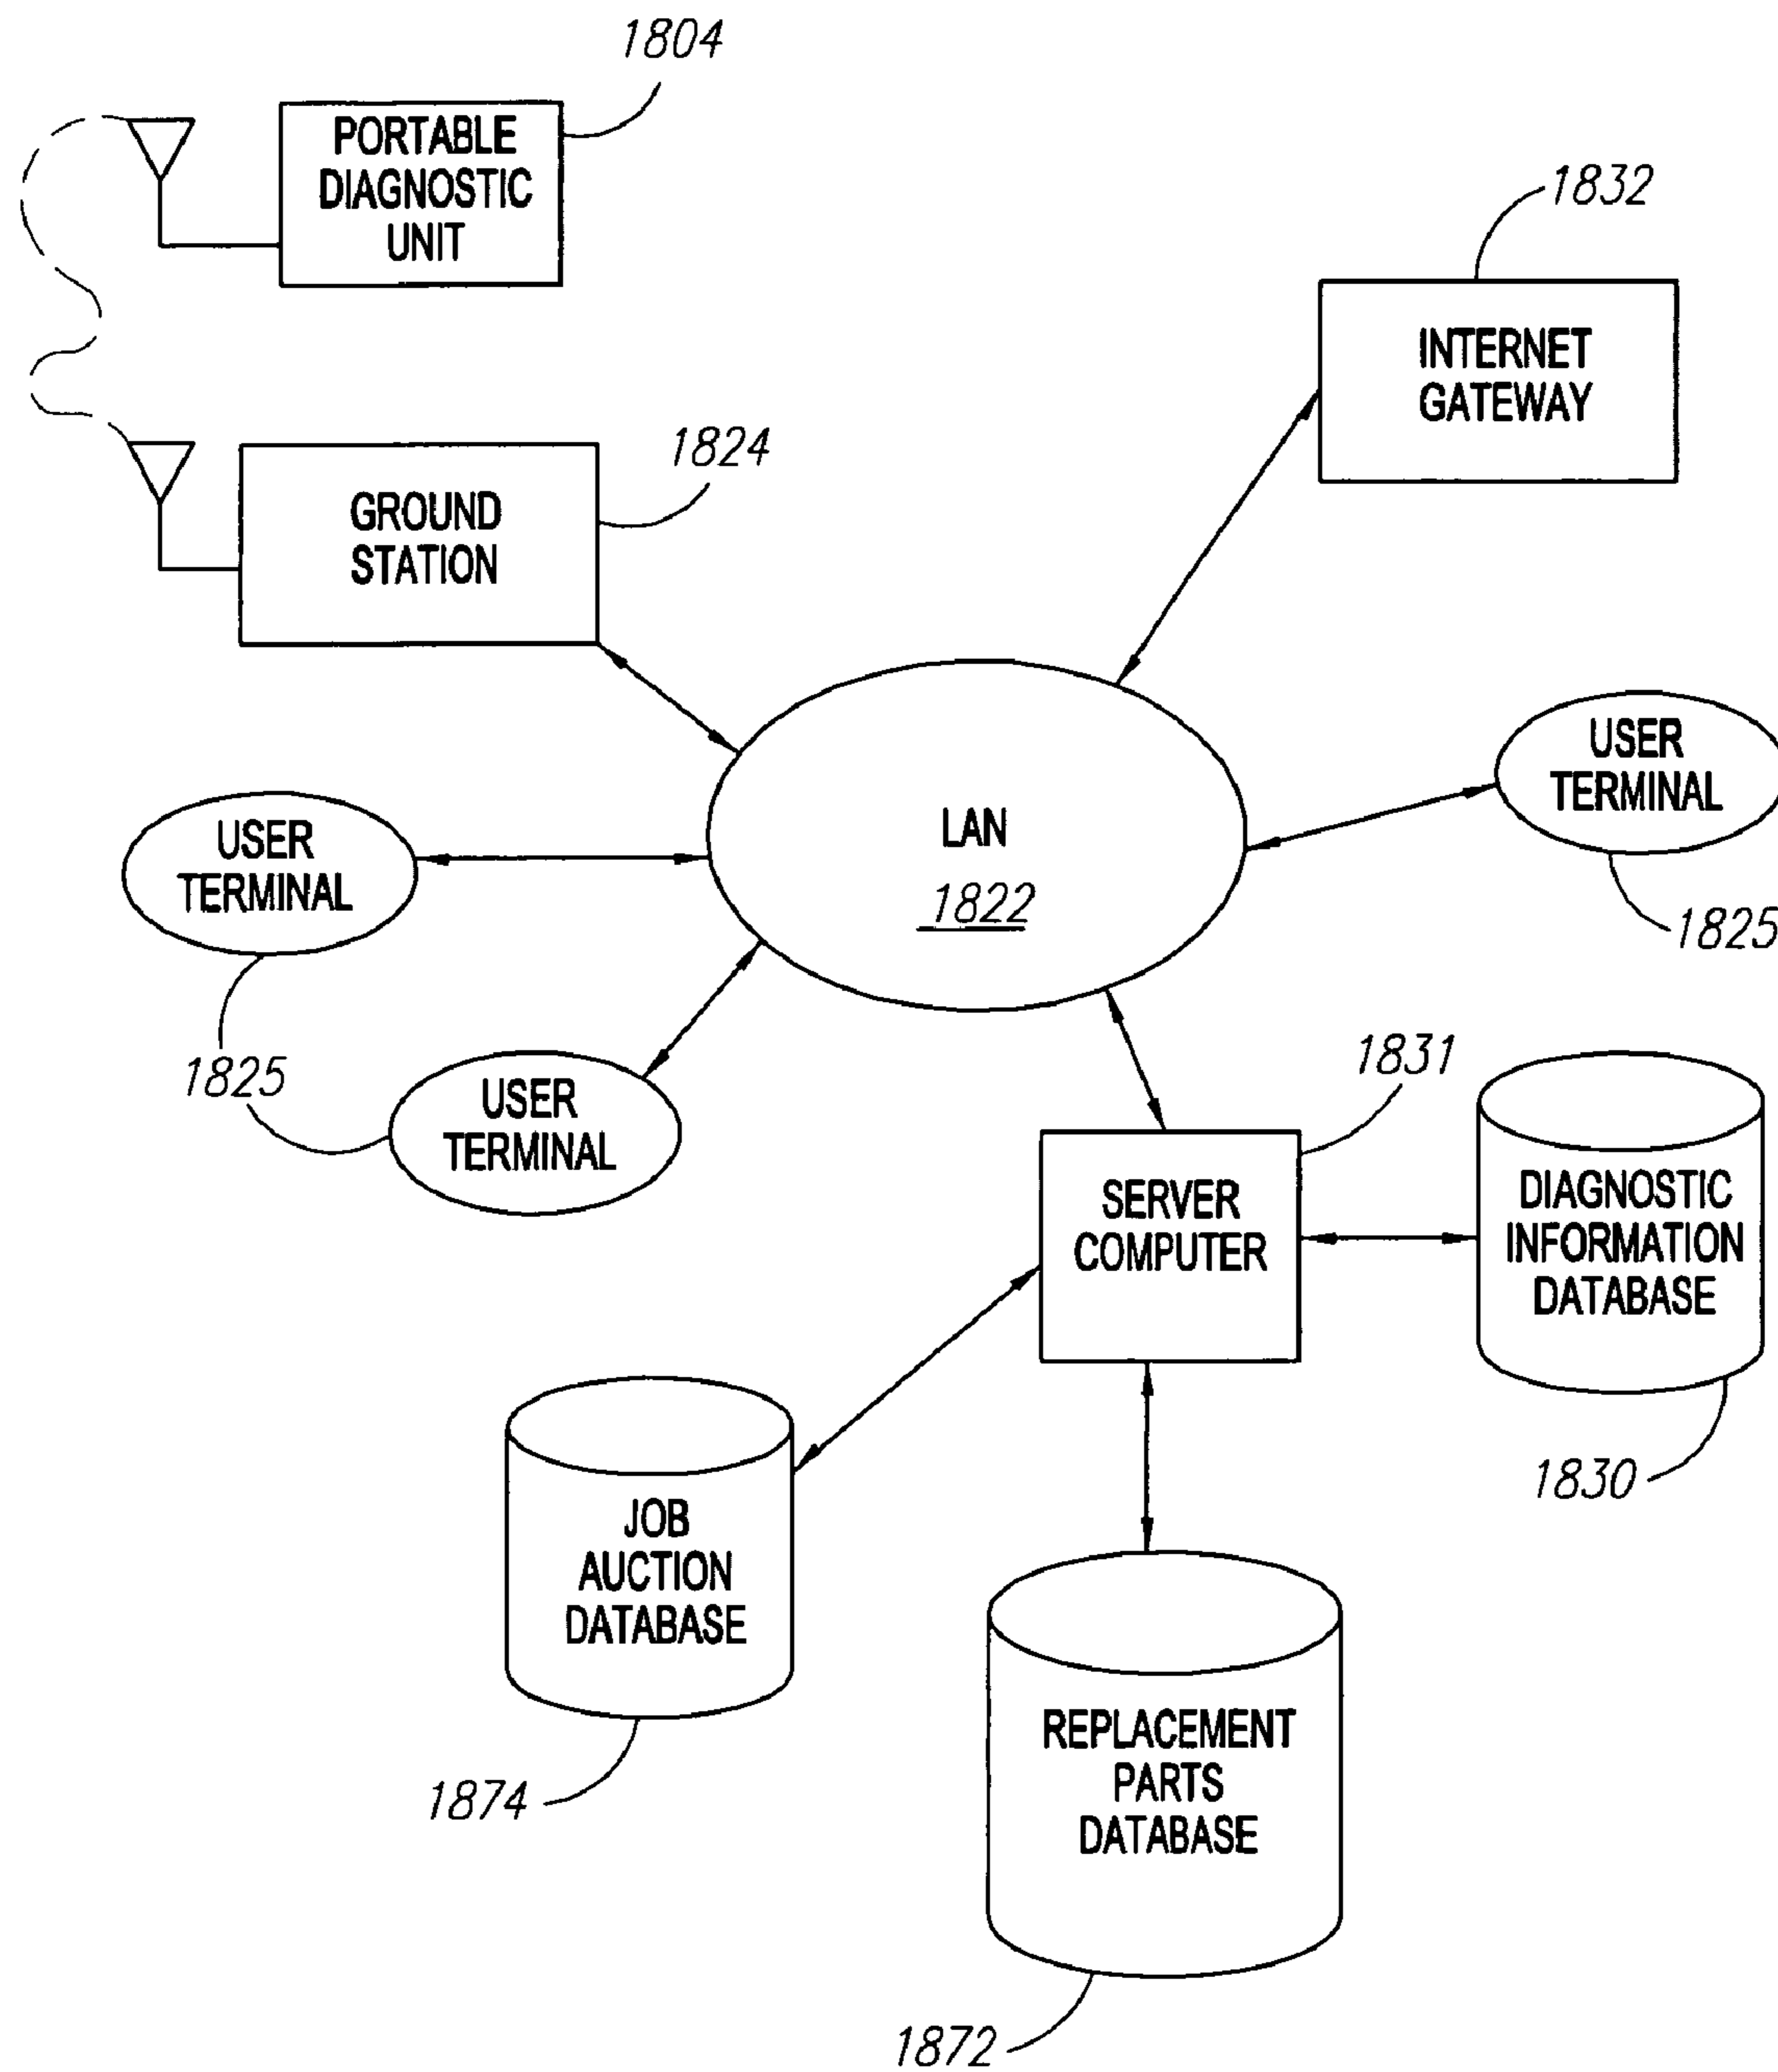 1804
PORTABLE
DIAGNOSTIC
UNIT
1832
INTERNET
GATEWAY
1824
GROUND
STATION
USER
TERMINAL
1825
LAN
1822
USER
TERMINAL
1825
USER
TERMINAL
1831
SERVER
COMPUTER
DIAGNOSTIC
INFORMATION
DATABASE
1830
JOB
AUCTION
DATABASE
1874
REPLACEMENT
PARTS
DATABASE
1872